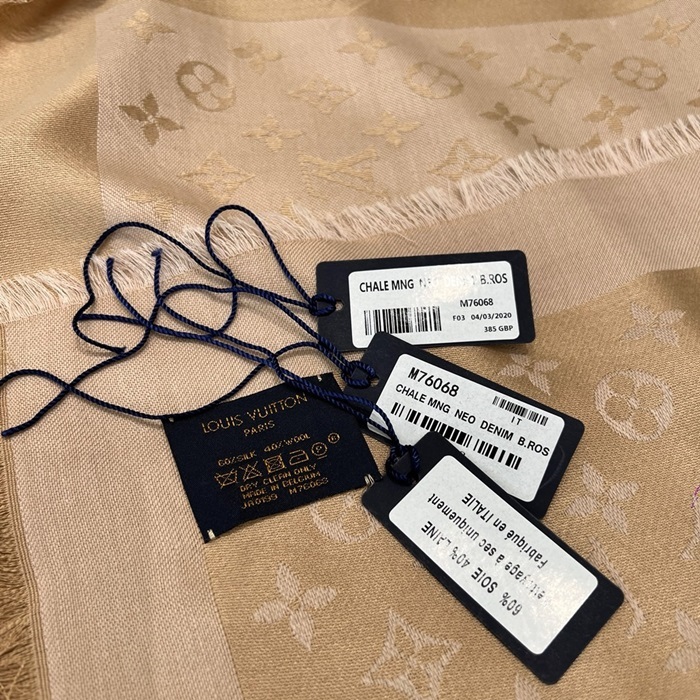 CHALE MNG NEO DENIM B.ROS
M76068
F03 04/03/2020
385 GBP
M76068
IT
CHALE MNG NEO DENIM B.ROS
LOUIS VUITTON
PARIS
60%SILK 40%WOOL
DRY CLEAN ONLY
MADE IN BELGIUM
JA0199 M76068
60% SOIE 40% LAINE
à sec uniquement
Fabriqué en ITALIE